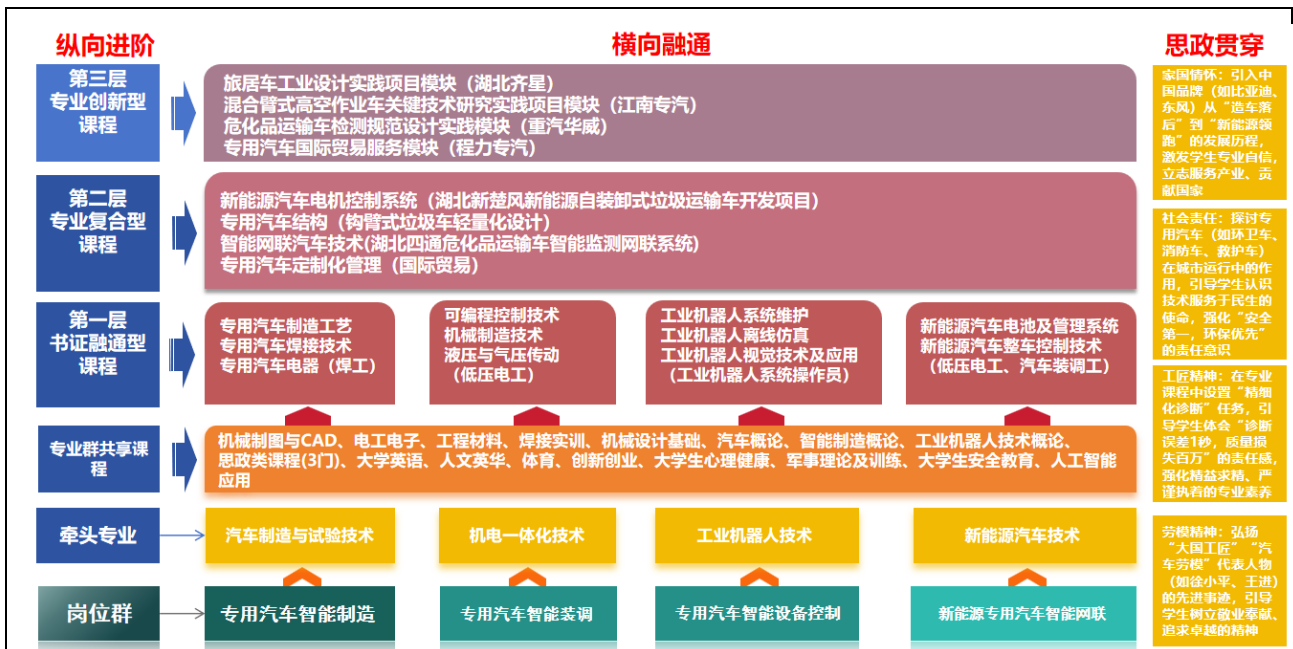 纵向进阶
横向融通
思政贯穿
第三层
专业创新型
课程
旅居车工业设计实践项目模块（湖北齐星）
混合臂式高空作业车关键技术研究实践项目模块（江南专汽）
危化品运输车检测规范设计实践模块（重汽华威）
专用汽车国际贸易服务模块（程力专汽）
第二层
专业复合型
课程
新能源汽车电机控制系统（湖北新楚风新能源自装卸式垃圾运输车开发项目）
专用汽车结构（钩臂式垃圾车轻量化设计）
智能网联汽车技术(湖北四通危化品运输车智能监测网联系统)
专用汽车定制化管理（国际贸易）
第一层
书证融通型
课程
专用汽车制造工艺
专用汽车焊接技术
专用汽车电器（焊工）
可编程控制技术
机械制造技术
液压与气压传动
（低压电工）
工业机器人系统维护
工业机器人离线仿真
工业机器人视觉技术及应用
（工业机器人系统操作员）
新能源汽车电池及管理系统
新能源汽车整车控制技术
（低压电工、汽车装调工）
专业群共享课
程
机械制图与CAD、电工电子、工程材料、焊接实训、机械设计基础、汽车概论、智能制造概论、工业机器人技术概论、
思政类课程(3门)、大学英语、人文英华、体育、创新创业、大学生心理健康、军事理论及训练、大学生安全教育、人工智能
应用
牵头专业
汽车制造与试验技术
机电一体化技术
工业机器人技术
新能源汽车技术
岗位群
专用汽车智能制造
专用汽车智能装调
专用汽车智能设备控制
新能源专用汽车智能网联
家国情怀：引入中
国品牌（如比亚迪、
东风）从“造车落
后”到“新能源领
跑”的发展历程，
激发学生专业自信，
立志服务产业、贡
献国家
社会责任：探讨专
用汽车（如环卫车、
消防车、救护车）
在城市运行中的作
用，引导学生认识
技术服务于民生的
使命，强化“安全
第一，环保优先”
的责任意识
工匠精神：在专业
课程中设置“精细
化诊断”任务，引
导学生体会“诊断
误差1秒，质量损
失百万”的责任感，
强化精益求精、严
谨执着的专业素养
劳模精神：弘扬
“大国工匠”“汽
车劳模”代表人物
（如徐小平、王进）
的先进事迹，引导
学生树立敬业奉献、
追求卓越的精神